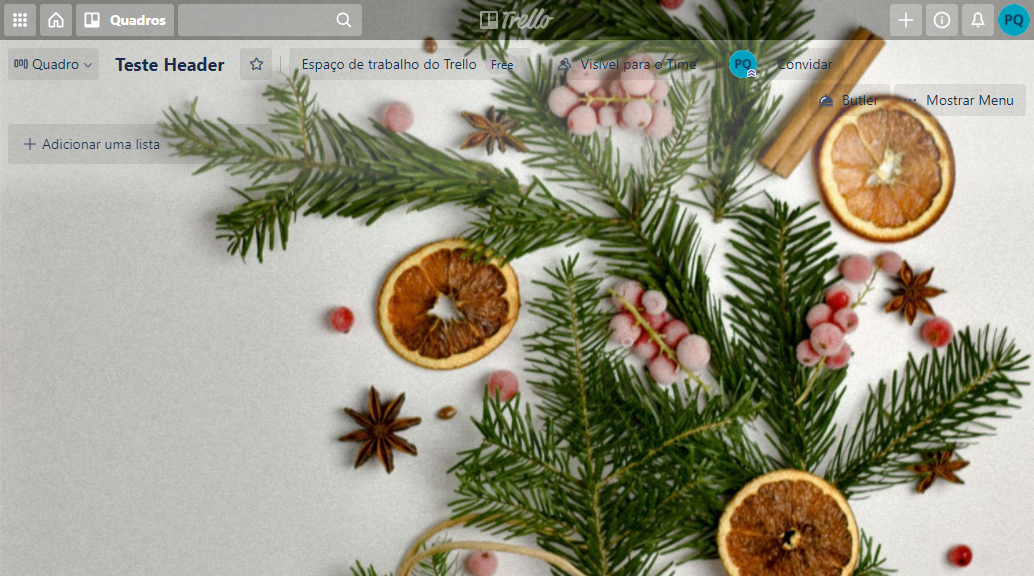 Quadros
Trello
PQ
Quadro
Teste Header
Espaço de trabalho do Trello
Free
Visível para o Time
PQ
Convidar
Butler
... Mostrar Menu
+ Adicionar uma lista